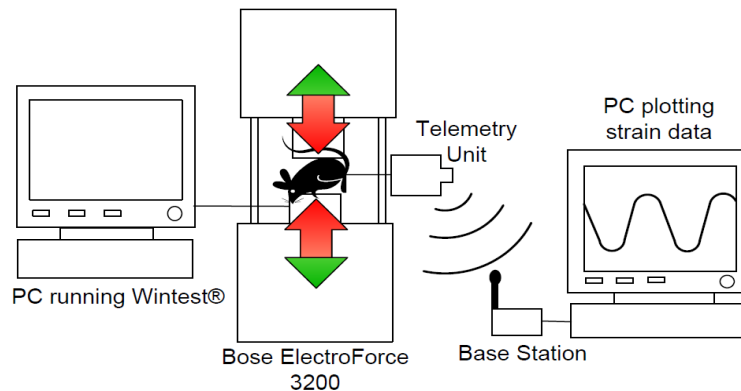 Telemetry
Unit
PC plotting
strain data
PC running Wintest®
Bose ElectroForce
3200
Base Station